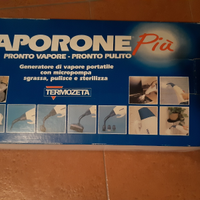 APORONE Più
PRONTO VAPORE - PRONTO PULITO
Generatore di vapore portatile
con micropompa
sgrassa, pulisce e sterilizza
TERMOZETA